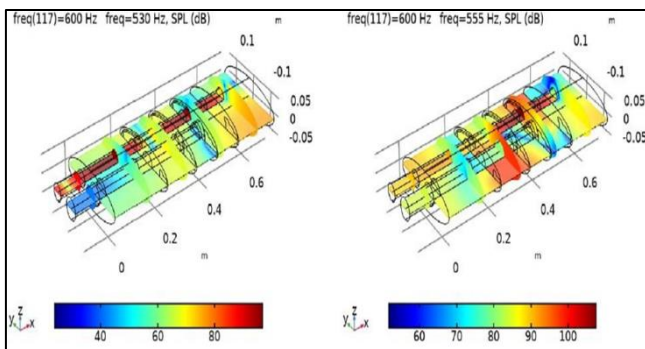 freq(117)=600 Hz freq=530 Hz, SPL (dB)
m
0.1
-0.1
0.05
0
-0.05
0.6
0.4
0.2
0
m
z
y x
40 60 80
freq(117)=600 Hz freq=555 Hz, SPL (dB)
m
0.1
-0.1
0.05
0
-0.05
0.6
0.4
0.2
0
m
z
y x
60 70 80 90 100